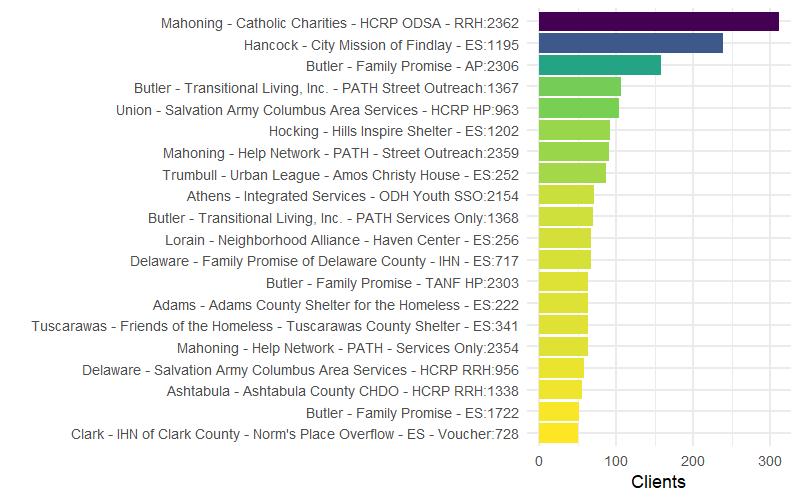 Mahoning - Catholic Charities - HCRP ODSA - RRH:2362
Hancock - City Mission of Findlay - ES:1195
Butler - Family Promise - AP:2306
Butler - Transitional Living, Inc. - PATH Street Outreach:1367
Union - Salvation Army Columbus Area Services - HCRP HP:963
Hocking - Hills Inspire Shelter - ES:1202
Mahoning - Help Network - PATH - Street Outreach:2359
Trumbull - Urban League - Amos Christy House - ES:252
Athens - Integrated Services - ODH Youth SSO:2154
Butler - Transitional Living, Inc. - PATH Services Only:1368
Lorain - Neighborhood Alliance - Haven Center - ES:256
Delaware - Family Promise of Delaware County - IHN - ES:717
Butler - Family Promise - TANF HP:2303
Adams - Adams County Shelter for the Homeless - ES:222
Tuscarawas - Friends of the Homeless - Tuscarawas County Shelter - ES:341
Mahoning - Help Network - PATH - Services Only:2354
Delaware - Salvation Army Columbus Area Services - HCRP RRH:956
Ashtabula - Ashtabula County CHDO - HCRP RRH:1338
Butler - Family Promise - ES:1722
Clark - IHN of Clark County - Norm's Place Overflow - ES - Voucher:728
0 100 200 300
Clients